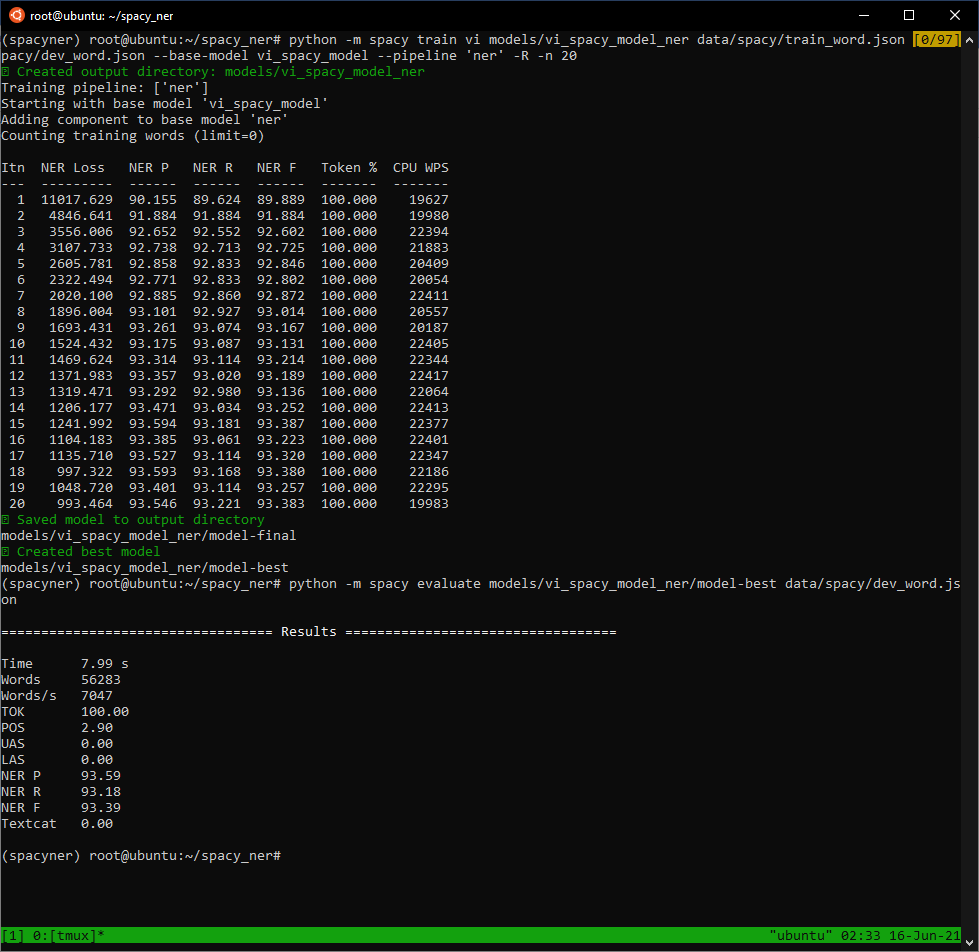 root@ubuntu: ~/spacy_ner
(spacyner) root@ubuntu:~/spacy_ner# python -m spacy train vi models/vi_spacy_model_ner data/spacy/train_word.json [0/97]
pacy/dev_word.json --base-model vi_spacy_model --pipeline 'ner' -R -n 20
Created output directory: models/vi_spacy_model_ner
Training pipeline: ['ner']
Starting with base model 'vi_spacy_model'
Adding component to base model 'ner'
Counting training words (limit=0)
Itn  NER Loss   NER P   NER R   NER F   Token %  CPU WPS
---  ---------  ------  ------  ------  -------  -------
  1  11017.629  90.155  89.624  89.889  100.000    19627
  2   4846.641  91.884  91.884  91.884  100.000    19980
  3   3556.006  92.652  92.552  92.602  100.000    22394
  4   3107.733  92.738  92.713  92.725  100.000    21883
  5   2605.781  92.858  92.833  92.846  100.000    20409
  6   2322.494  92.771  92.833  92.802  100.000    20054
  7   2020.100  92.885  92.860  92.872  100.000    22411
  8   1896.004  93.101  92.927  93.014  100.000    20557
  9   1693.431  93.261  93.074  93.167  100.000    20187
 10   1524.432  93.175  93.087  93.131  100.000    22405
 11   1469.624  93.314  93.114  93.214  100.000    22344
 12   1371.983  93.357  93.020  93.189  100.000    22417
 13   1319.471  93.292  92.980  93.136  100.000    22064
 14   1206.177  93.471  93.034  93.252  100.000    22413
 15   1241.992  93.594  93.181  93.387  100.000    22377
 16   1104.183  93.385  93.061  93.223  100.000    22401
 17   1135.710  93.527  93.114  93.320  100.000    22347
 18    997.322  93.593  93.168  93.380  100.000    22186
 19   1048.720  93.401  93.114  93.257  100.000    22295
 20    993.464  93.546  93.221  93.383  100.000    19983
Saved model to output directory
models/vi_spacy_model_ner/model-final
Created best model
models/vi_spacy_model_ner/model-best
(spacyner) root@ubuntu:~/spacy_ner# python -m spacy evaluate models/vi_spacy_model_ner/model-best data/spacy/dev_word.js
on
================================== Results ==================================
Time      7.99 s
Words     56283
Words/s   7047
TOK       100.00
POS       2.90
UAS       0.00
LAS       0.00
NER P     93.59
NER R     93.18
NER F     93.39
Textcat   0.00
(spacyner) root@ubuntu:~/spacy_ner#
[1] 0:[tmux]* "ubuntu" 02:33 16-Jun-21